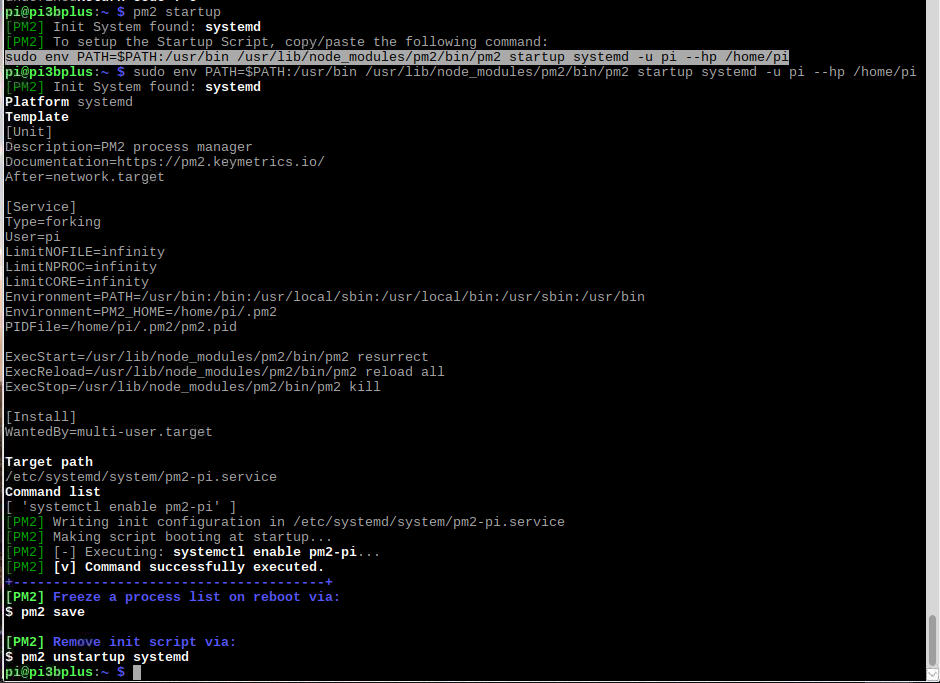 pi@pi3bplus:~ $ pm2 startup
[PM2] Init System found: systemd
[PM2] To setup the Startup Script, copy/paste the following command:
sudo env PATH=$PATH:/usr/bin /usr/lib/node_modules/pm2/bin/pm2 startup systemd -u pi --hp /home/pi
pi@pi3bplus:~ $ sudo env PATH=$PATH:/usr/bin /usr/lib/node_modules/pm2/bin/pm2 startup systemd -u pi --hp /home/pi
[PM2] Init System found: systemd
Platform systemd
Template
[Unit]
Description=PM2 process manager
Documentation=https://pm2.keymetrics.io/
After=network.target
[Service]
Type=forking
User=pi
LimitNOFILE=infinity
LimitNPROC=infinity
LimitCORE=infinity
Environment=PATH=/usr/bin:/bin:/usr/local/sbin:/usr/local/bin:/usr/sbin:/usr/bin
Environment=PM2_HOME=/home/pi/.pm2
PIDFile=/home/pi/.pm2/pm2.pid
ExecStart=/usr/lib/node_modules/pm2/bin/pm2 resurrect
ExecReload=/usr/lib/node_modules/pm2/bin/pm2 reload all
ExecStop=/usr/lib/node_modules/pm2/bin/pm2 kill
[Install]
WantedBy=multi-user.target
Target path
/etc/systemd/system/pm2-pi.service
Command list
[ 'systemctl enable pm2-pi' ]
[PM2] Writing init configuration in /etc/systemd/system/pm2-pi.service
[PM2] Making script booting at startup...
[PM2] [-] Executing: systemctl enable pm2-pi...
[PM2] [v] Command successfully executed.
+---------------------------------------+
[PM2] Freeze a process list on reboot via:
$ pm2 save
[PM2] Remove init script via:
$ pm2 unstartup systemd
pi@pi3bplus:~ $